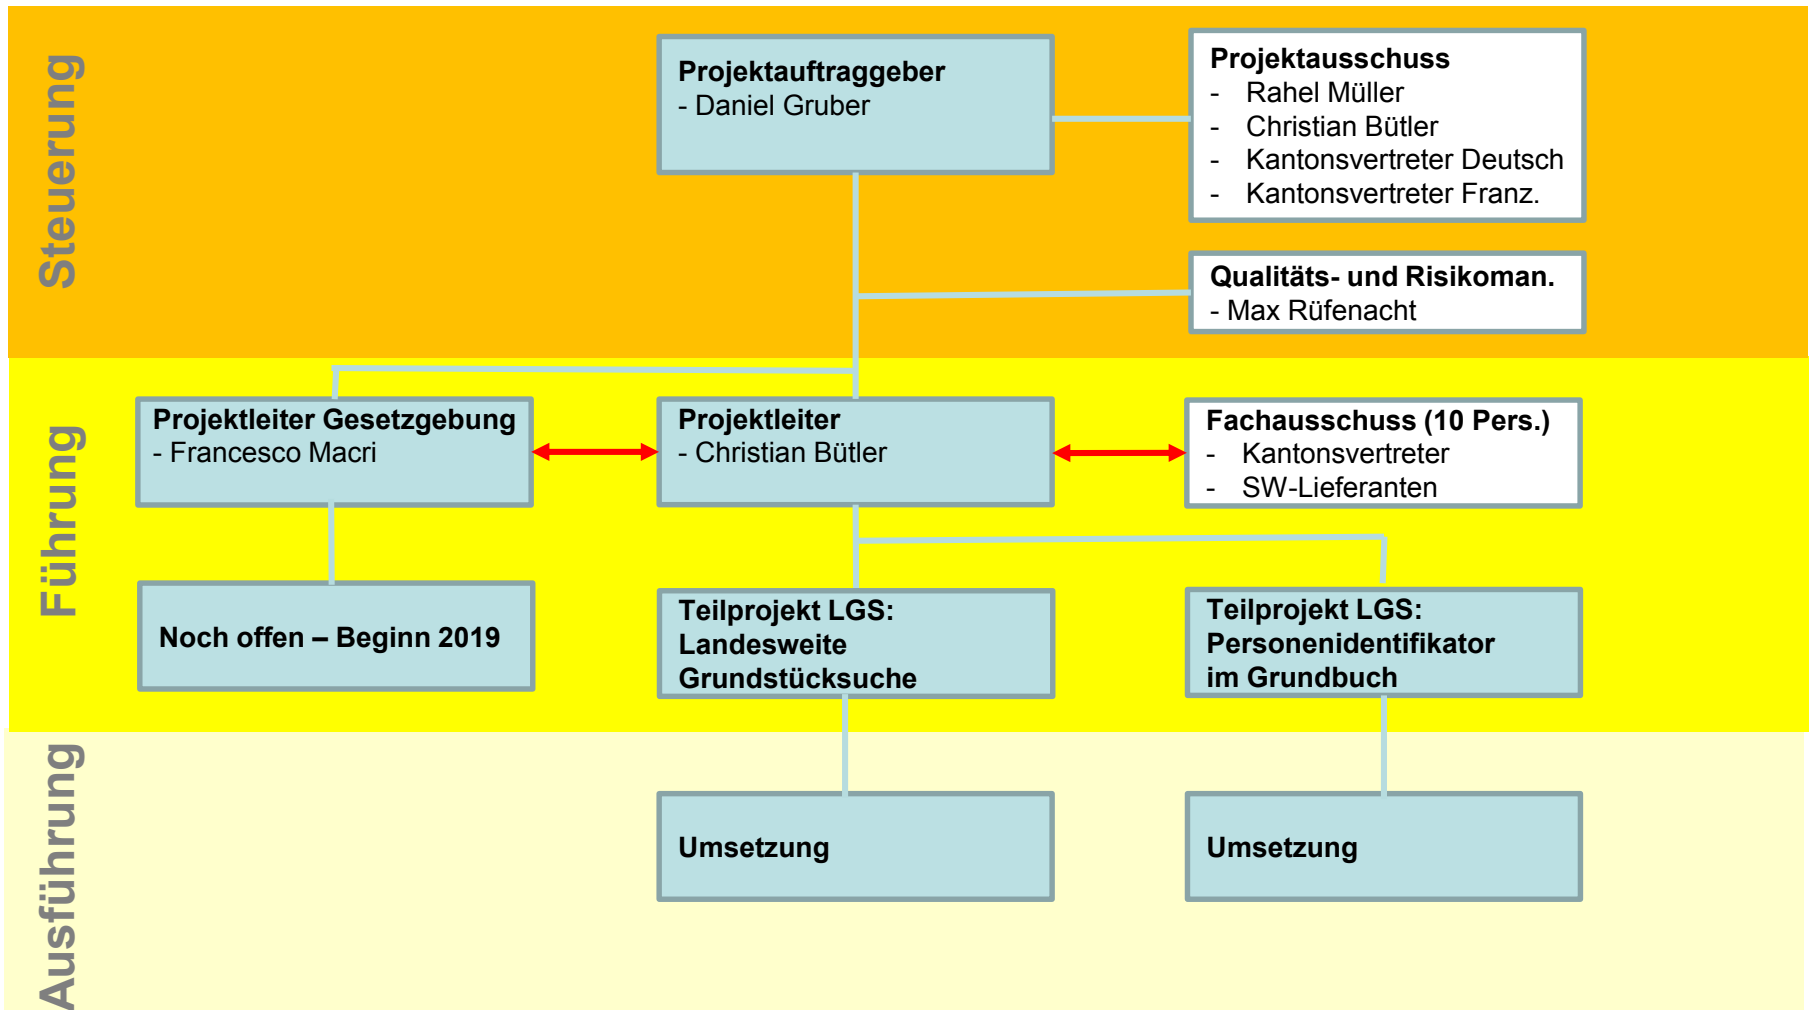 Steuerung
Projektauftraggeber
- Daniel Gruber
Projektausschuss
- Rahel Müller
- Christian Bütler
- Kantonsvertreter Deutsch
- Kantonsvertreter Franz.
Qualitäts- und Risikoman.
- Max Rüfenacht
Führung
Projektleiter Gesetzgebung
- Francesco Macri
Projektleiter
- Christian Bütler
Fachausschuss (10 Pers.)
- Kantonsvertreter
- SW-Lieferanten
Noch offen – Beginn 2019
Teilprojekt LGS:
Landesweite
Grundstücksuche
Teilprojekt LGS:
Personenidentifikator
im Grundbuch
Ausführung
Umsetzung
Umsetzung